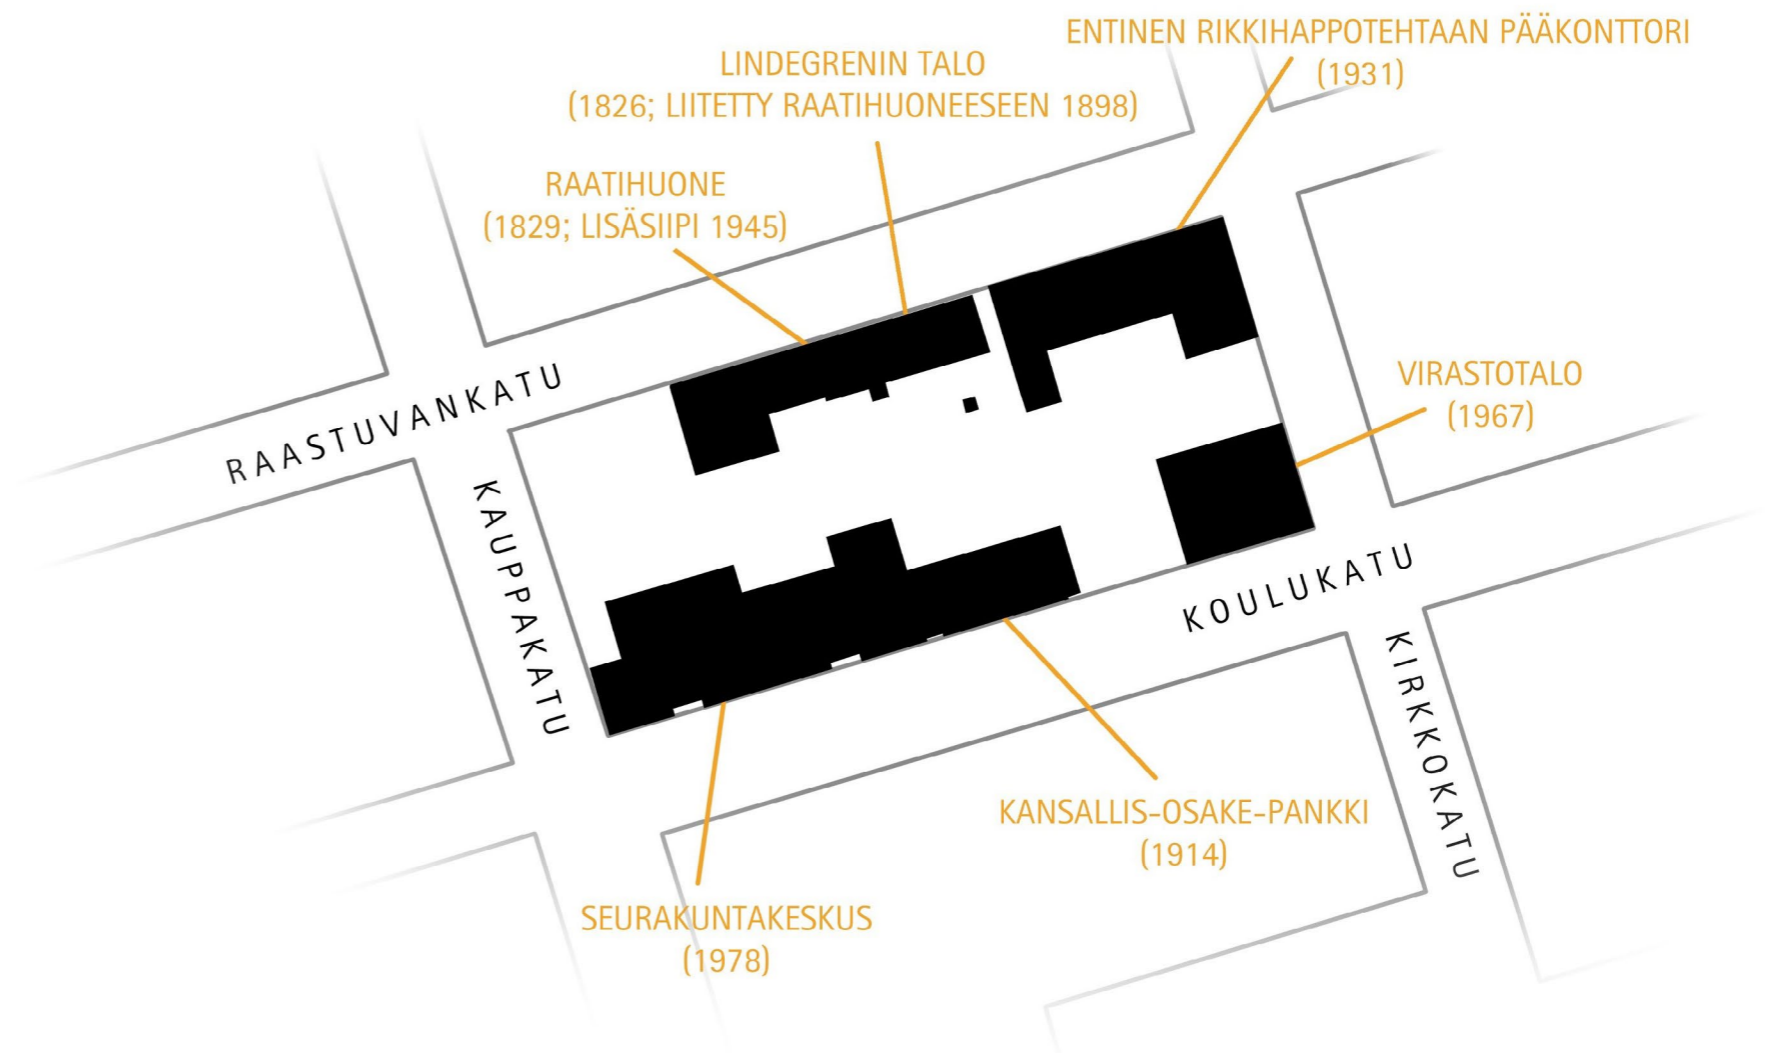 ENTINEN RIKKIHAPPOTEHTAAN PÄÄKONTTORI
(1931)
LINDEGRENIN TALO
(1826; LIITETTY RAATIHUONEESEEN 1898)
RAATIHUONE
(1829; LISÄSIIPI 1945)
VIRASTOTALO
(1967)
RAASTUVANKATU
KAUPPAKATU
KOULUKATU
KIRKKOKATU
KANSALLIS-OSAKE-PANKKI
(1914)
SEURAKUNTAKESKUS
(1978)